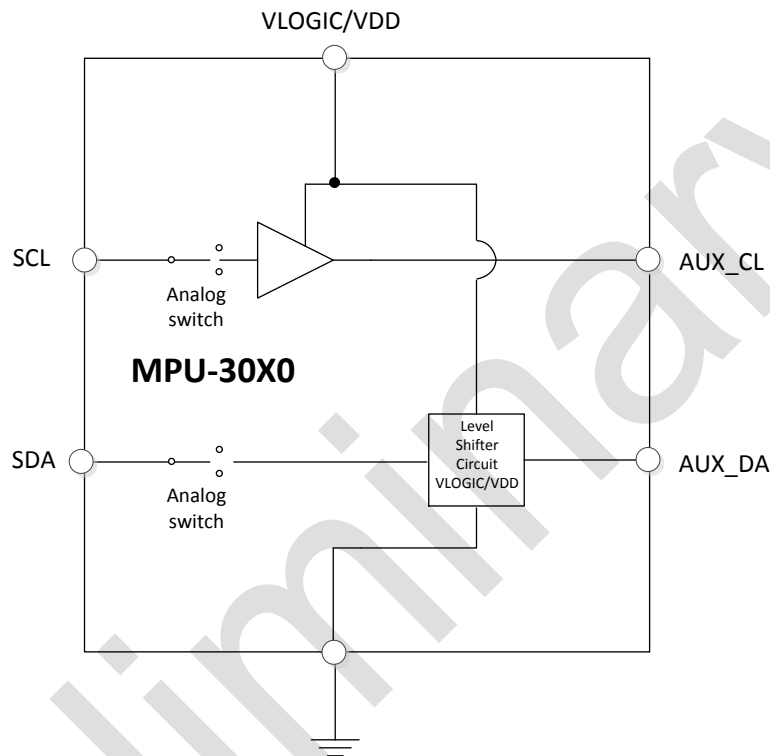 VLOGIC/VDD
SCL
AUX_CL
Analog
switch
MPU-30X0
Level
Shifter
Circuit
VLOGIC/VDD
SDA
AUX_DA
Analog
switch